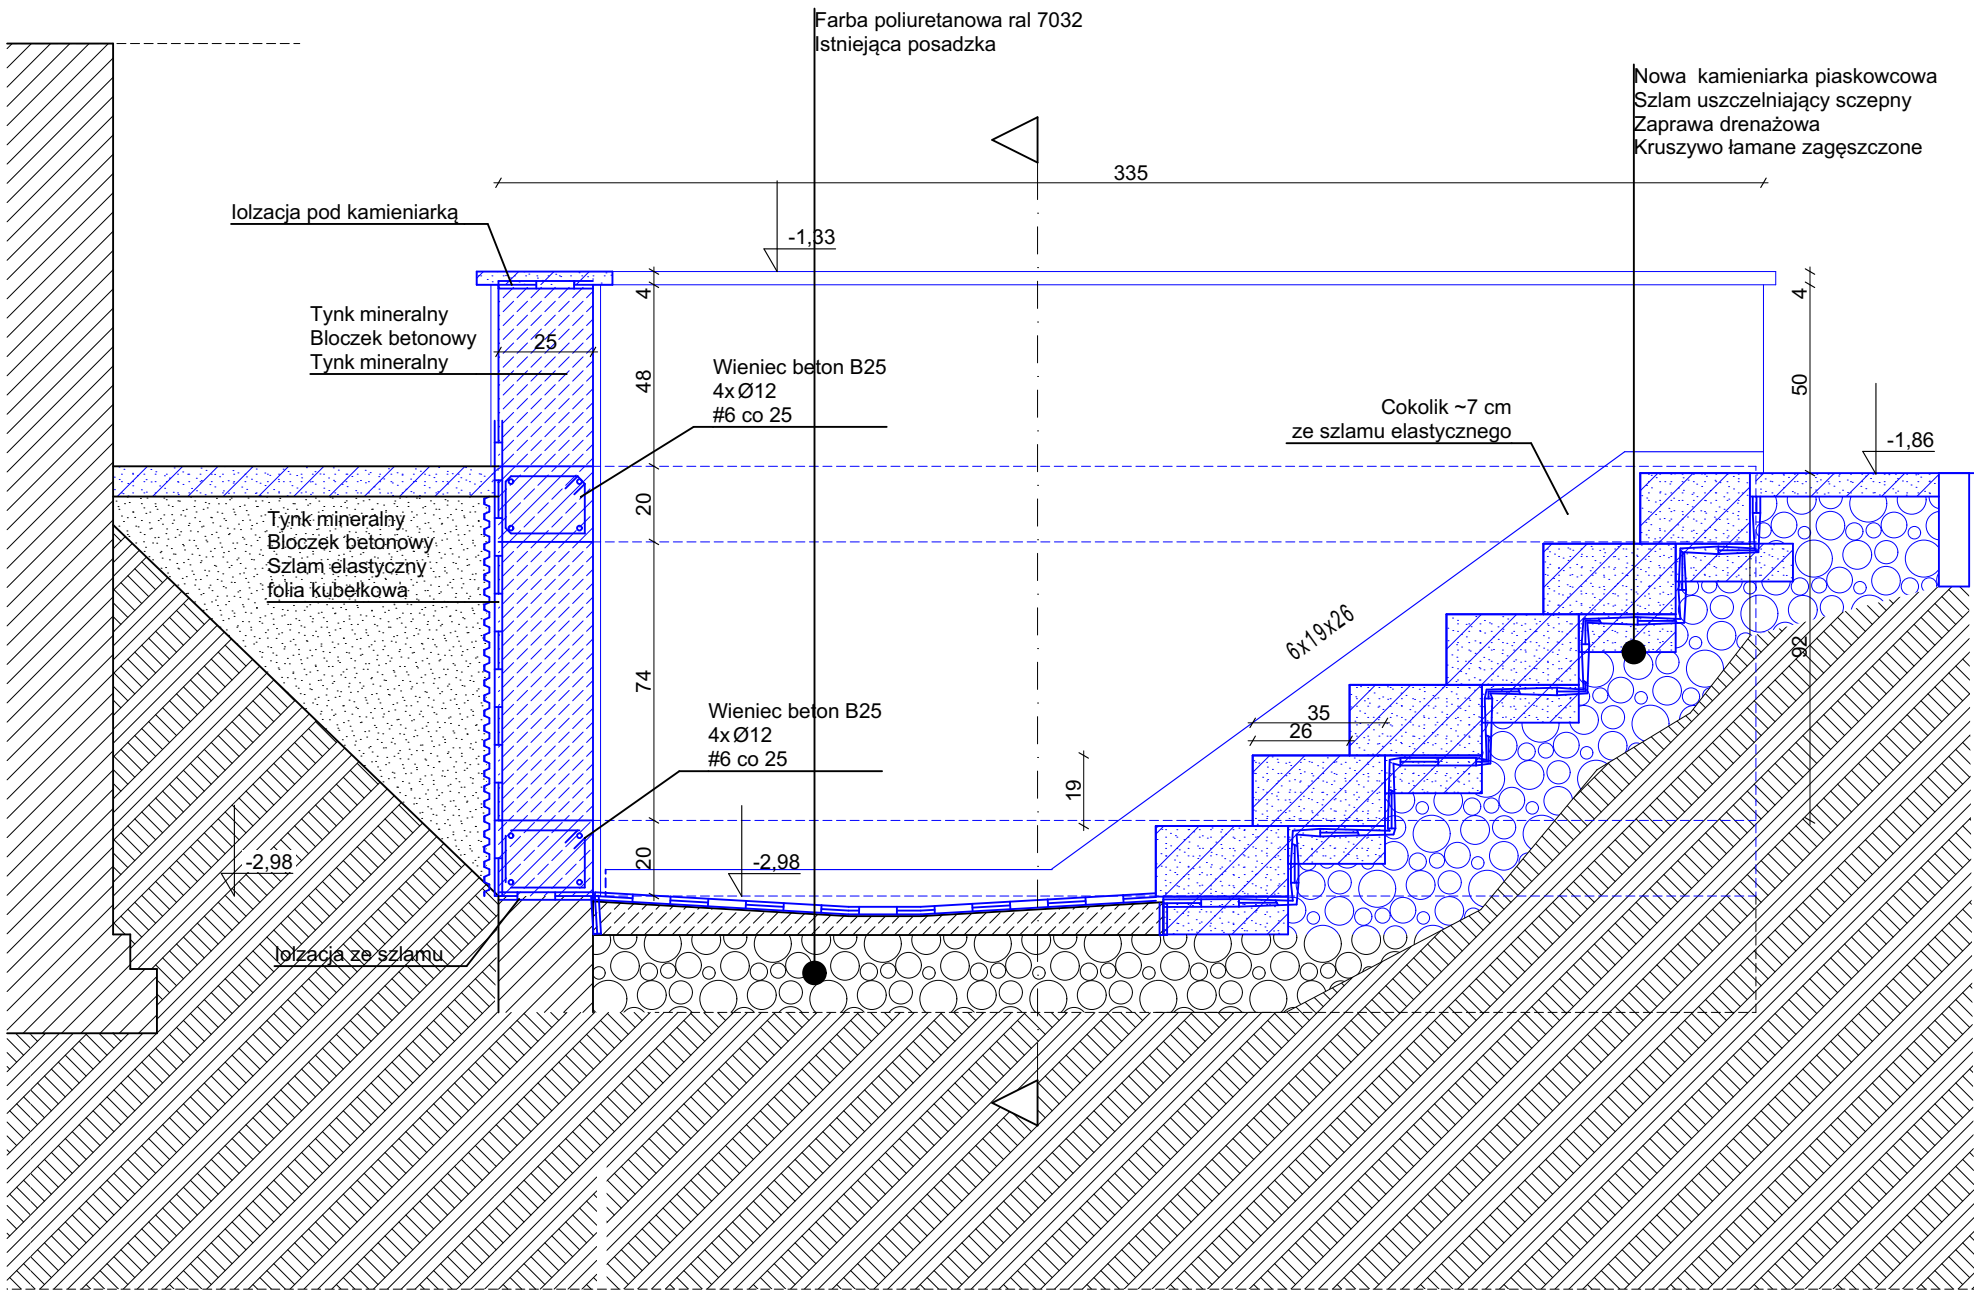 Farba poliuretanowa ral 7032
Istniejąca posadzka
Nowa kamieniarka piaskowcowa
Szlam uszczelniający sczepny
Zaprawa drenażowa
Kruszywo łamane zagęszczone
335
Iolzacja pod kamieniarką
-1,33
4
4
Tynk mineralny
Bloczek betonowy
Tynk mineralny
25
48
50
Wieniec beton B25
4xØ12
#6 co 25
Cokolik ~7 cm
ze szlamu elastycznego
-1,86
20
Tynk mineralny
Bloczek betonowy
Szlam elastyczny
folia kubełkowa
6x19x26
92
74
Wieniec beton B25
4xØ12
#6 co 25
35
26
19
20
-2,98
-2,98
Iolzacja ze szlamu